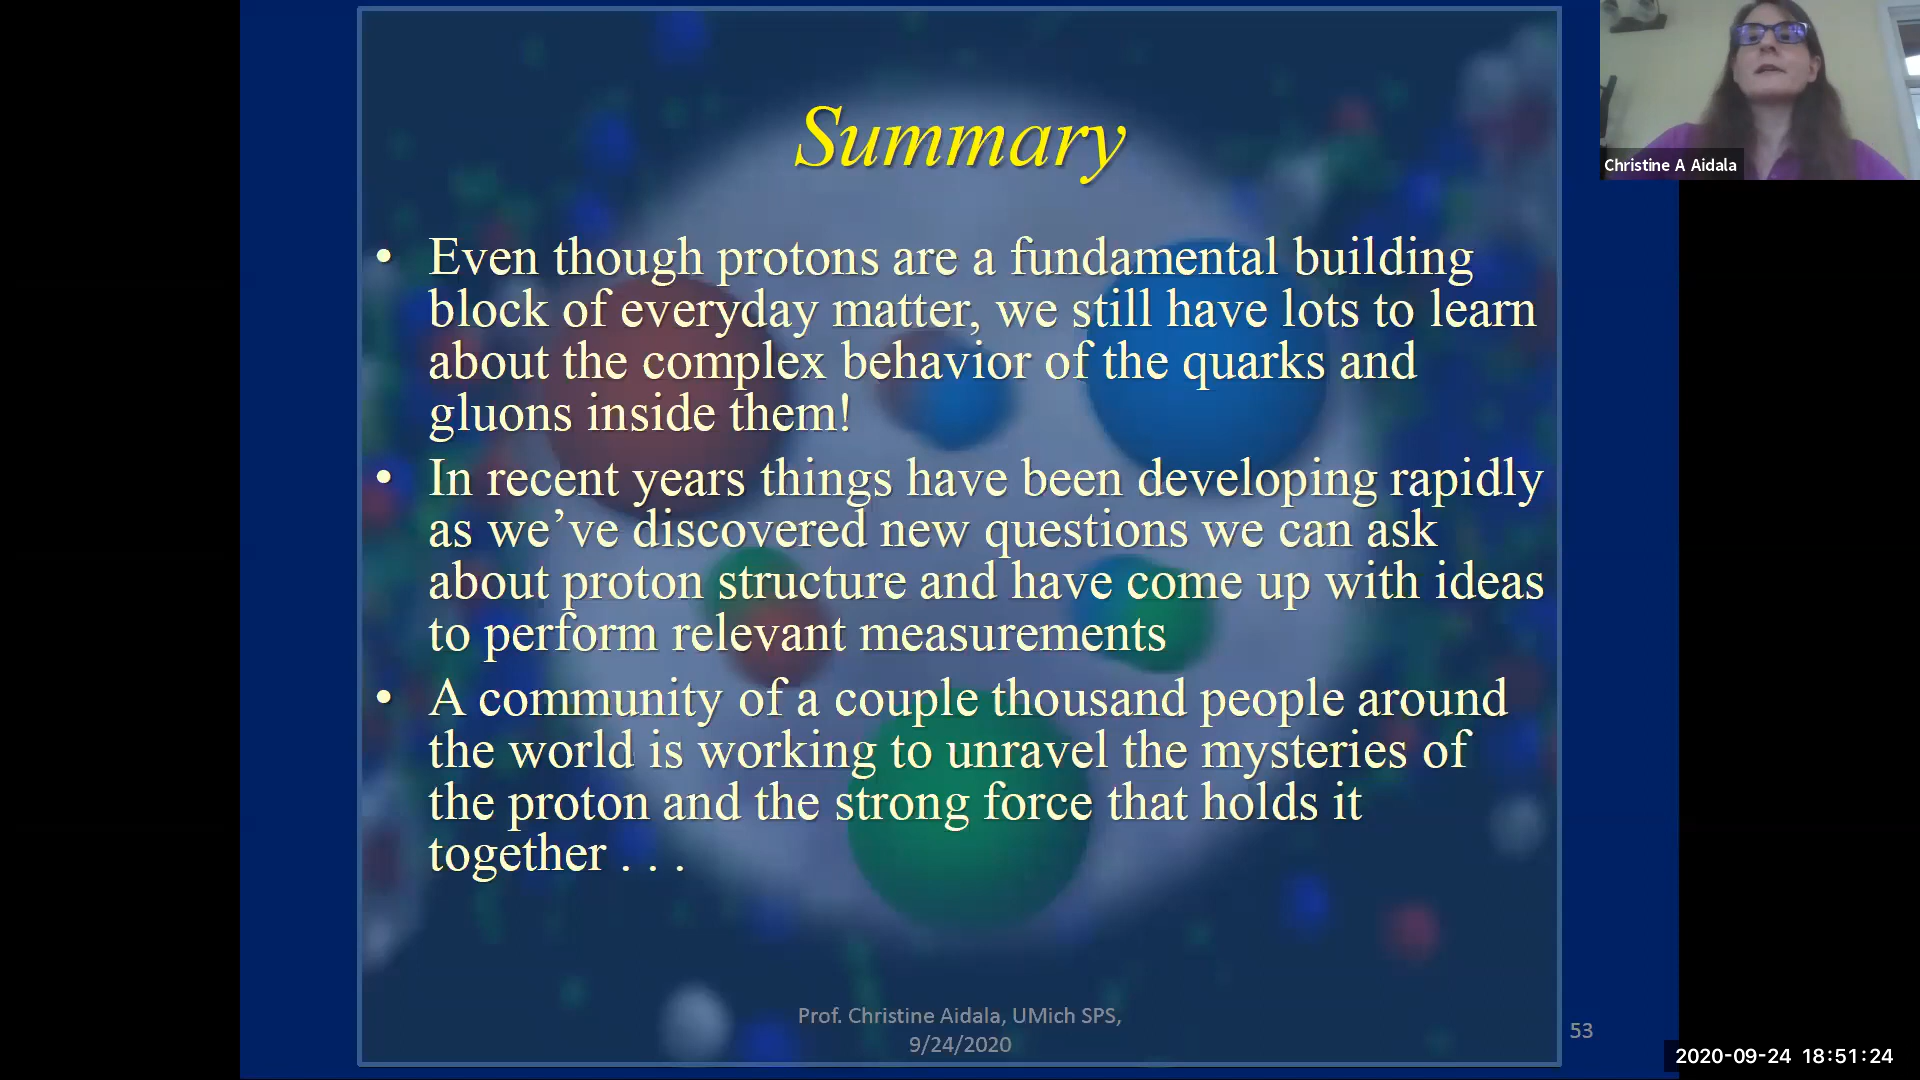 Summary
• Even though protons are a fundamental building
block of everyday matter, we still have lots to learn
about the complex behavior of the quarks and
gluons inside them!
• In recent years things have been developing rapidly
as we’ve discovered new questions we can ask
about proton structure and have come up with ideas
to perform relevant measurements
• A community of a couple thousand people around
the world is working to unravel the mysteries of
the proton and the strong force that holds it
together . . .
Prof. Christine Aidala, UMich SPS,
9/24/2020
53
Christine A Aidala
2020-09-24 18:51:24